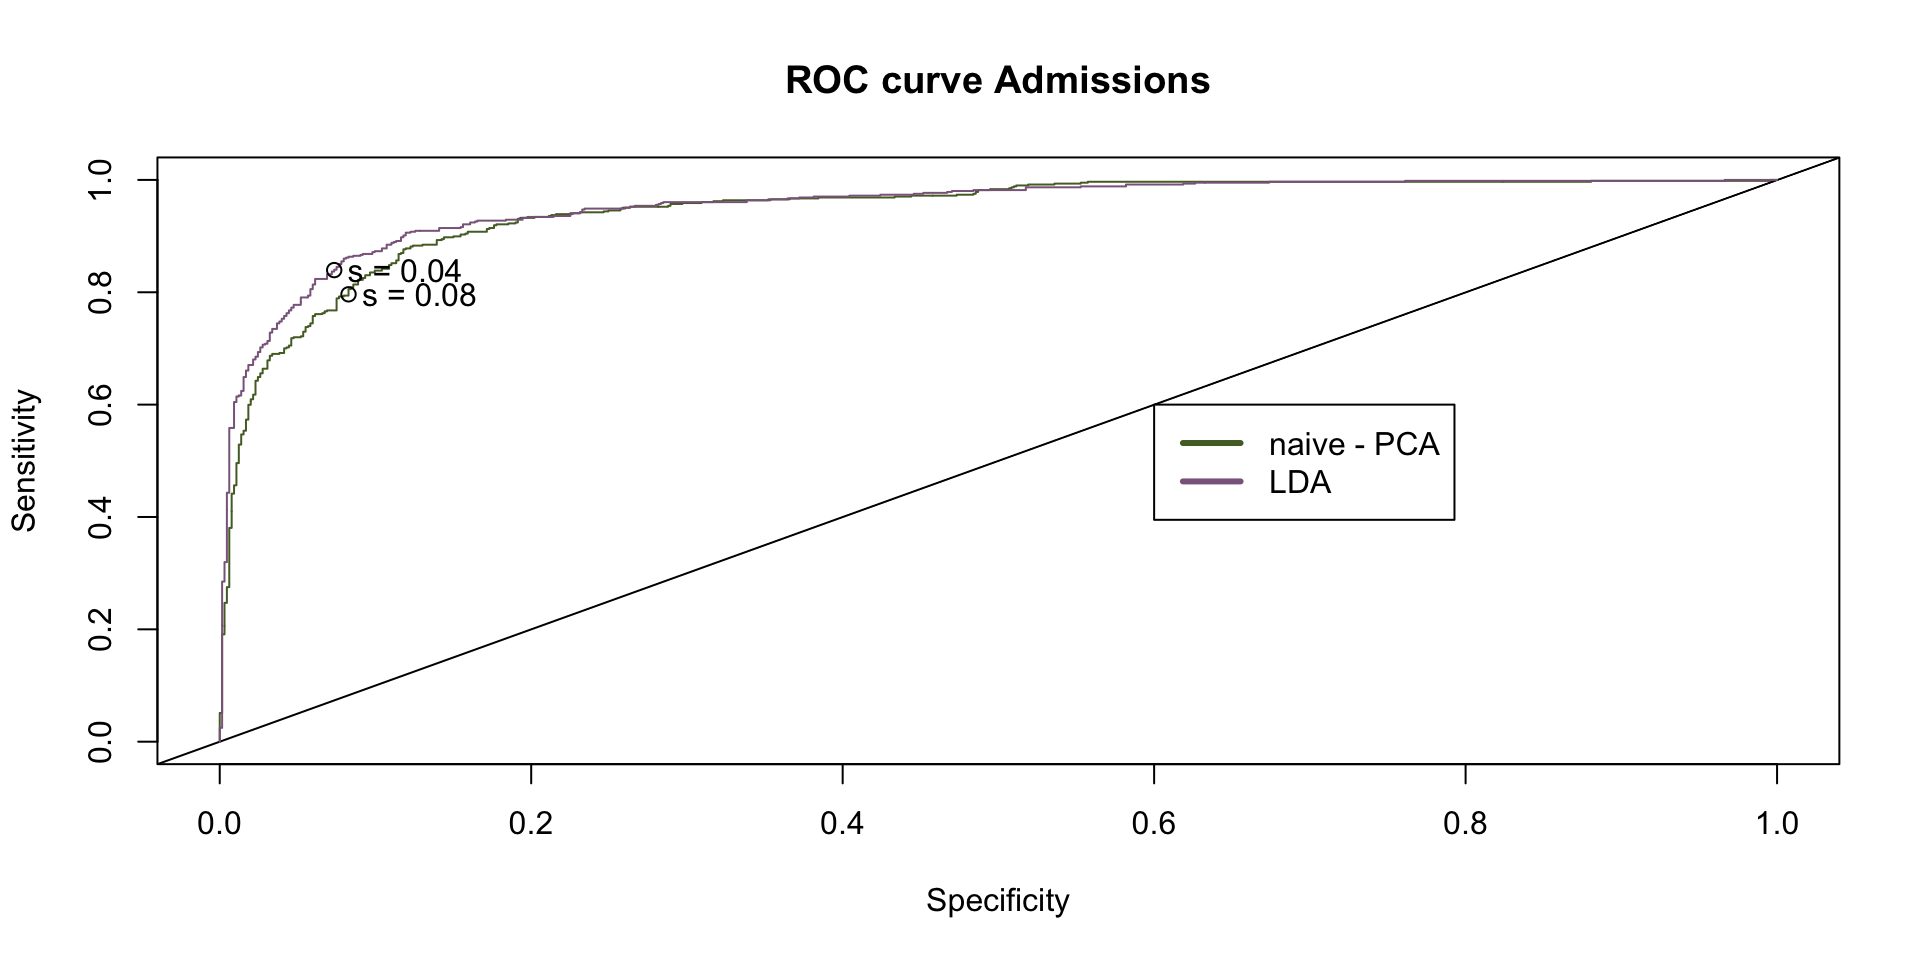 ROC curve Admissions
Sensitivity
1.0
0.8
0.6
0.4
0.2
0.0
s = 0.04
s = 0.08
naive - PCA
LDA
0.0 0.2 0.4 0.6 0.8 1.0
Specificity